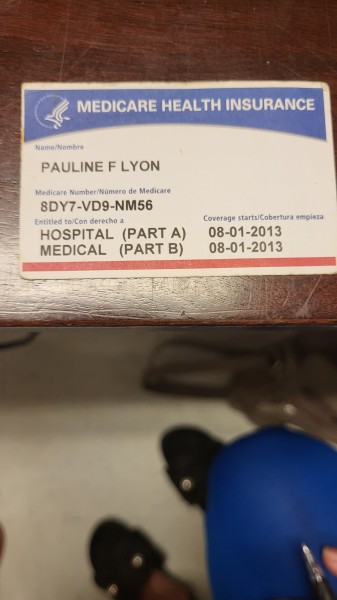 MEDICARE HEALTH INSURANCE
Name/Nombre
PAULINE F LYON
Medicare Number/Número de Medicare
8DY7-VD9-NM56
Entitled to/Con derecho a Coverage starts/Cobertura empieza
HOSPITAL (PART A) 08-01-2013
MEDICAL (PART B) 08-01-2013